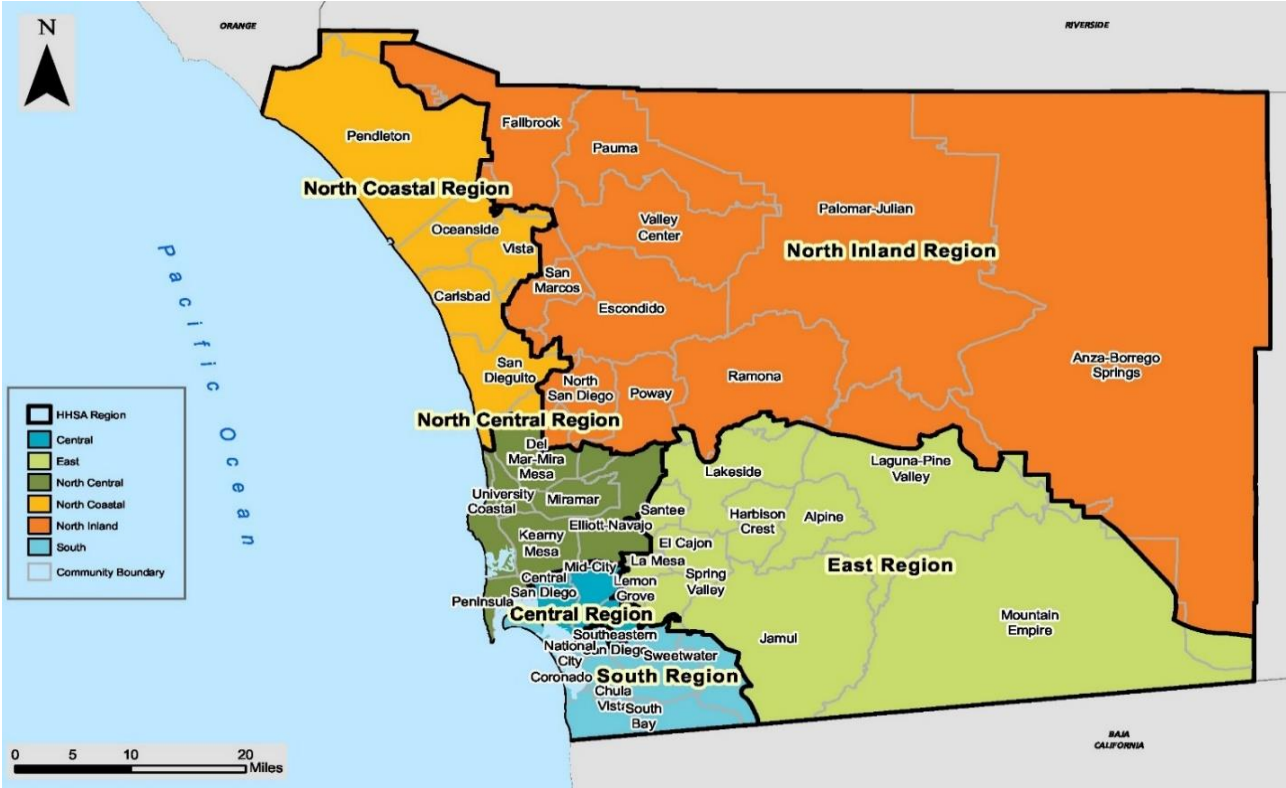 N
ORANGE
RIVERSIDE
Pendleton
Fallbrook
Pauma
North Coastal Region
Palomar-Julian
Oceanside
Valley
Center
Vista
North Inland Region
San
Marcos
Carlsbad
Escondido
Pacific Ocean
San
Dieguito
North
San Diego
Poway
Ramona
Anza-Borrego
Springs
North Central Region
Del
Mar-Mira
Mesa
Lakeside
Laguna-Pine
Valley
University
Coastal
Miramar
Santee
Harbison
Crest
Alpine
Elliott-Navajo
Kearny
Mesa
El Cajon
La Mesa
East Region
Mid-City
Central
San Diego
Lemon
Grove
Spring
Valley
Peninsula
Central Region
Mountain
Empire
Southeastern
San Diego
Jamul
National
City
Sweetwater
Coronado
South Region
Chula
Vista
South
Bay
BAJA
CALIFORNIA
HHSA Region
Central
East
North Central
North Coastal
North Inland
South
Community Boundary
0 5 10 20
Miles